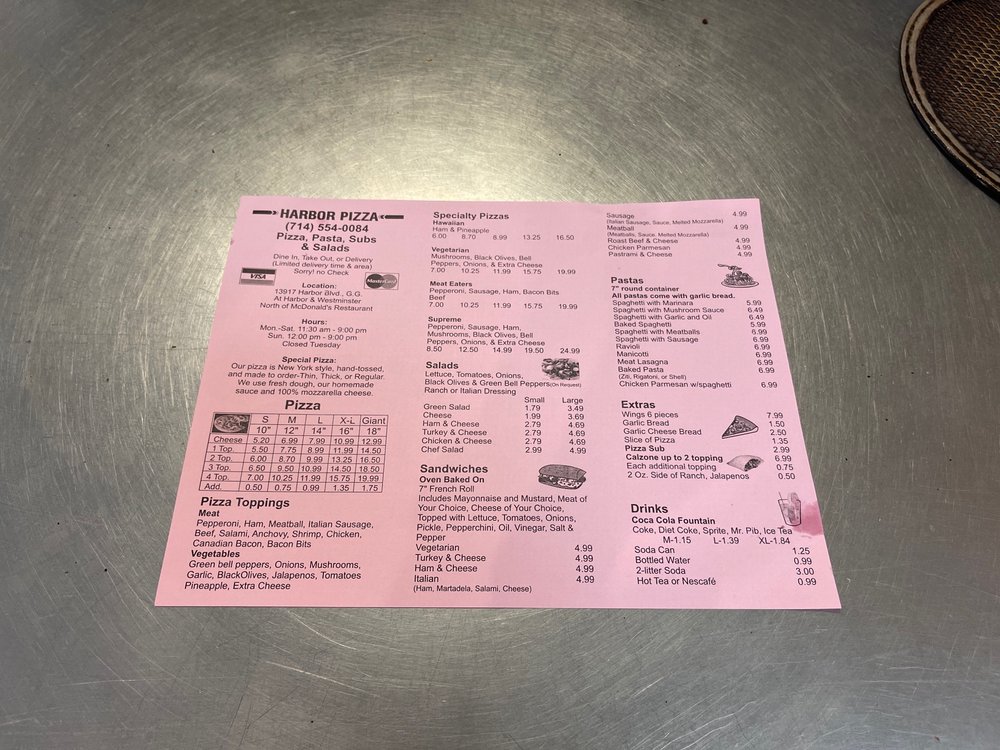 HARBOR PIZZA
(714) 554-0084
Pizza, Pasta, Subs
& Salads
Dine In, Take Out, or Delivery
(Limited delivery time & area)
Sorry! no Check
VISA
MasterCard
Location:
13917 Harbor Blvd., G.G.
At Harbor & Westminster
North of McDonald's Restaurant
Hours:
Mon.-Sat. 11:30 am - 9:00 pm
Sun. 12:00 pm - 9:00 pm
Closed Tuesday
Special Pizza:
Our pizza is New York style, hand-tossed,
and made to order-Thin, Thick, or Regular.
We use fresh dough, our homemade
sauce and 100% mozzarella cheese.
Pizza
S M L X-L Giant
10" 12" 14" 16" 18"
Cheese 5.20 6.99 7.99 10.99 12.99
1 Top. 5.50 7.75 8.99 11.99 14.50
2 Top. 6.00 8.70 9.99 13.25 16.50
3 Top. 6.50 9.50 10.99 14.50 18.50
4 Top. 7.00 10.25 11.99 15.75 19.99
Add. 0.50 0.75 0.99 1.35 1.75
Pizza Toppings
Meat
Pepperoni, Ham, Meatball, Italian Sausage,
Beef, Salami, Anchovy, Shrimp, Chicken,
Canadian Bacon, Bacon Bits
Vegetables
Green bell peppers, Onions, Mushrooms,
Garlic, BlackOlives, Jalapenos, Tomatoes
Pineapple, Extra Cheese
Specialty Pizzas
Hawaiian
Ham & Pineapple
6.00 8.70 8.99 13.25 16.50
Vegetarian
Mushrooms, Black Olives, Bell
Peppers, Onions, & Extra Cheese
7.00 10.25 11.99 15.75 19.99
Meat Eaters
Pepperoni, Sausage, Ham, Bacon Bits
Beef
7.00 10.25 11.99 15.75 19.99
Supreme
Pepperoni, Sausage, Ham,
Mushrooms, Black Olives, Bell
Peppers, Onions, & Extra Cheese
8.50 12.50 14.99 19.50 24.99
Salads
Lettuce, Tomatoes, Onions,
Black Olives & Green Bell Peppers(On Request)
Ranch or Italian Dressing
Small Large
Green Salad 1.79 3.49
Cheese 1.99 3.69
Ham & Cheese 2.79 4.69
Turkey & Cheese 2.79 4.69
Chicken & Cheese 2.79 4.69
Chef Salad 2.99 4.99
Sandwiches
Oven Baked On
7" French Roll
Includes Mayonnaise and Mustard, Meat of
Your Choice, Cheese of Your Choice,
Topped with Lettuce, Tomatoes, Onions,
Pickle, Pepperchini, Oil, Vinegar, Salt &
Pepper
Vegetarian 4.99
Turkey & Cheese 4.99
Ham & Cheese 4.99
Italian 4.99
(Ham, Martadela, Salami, Cheese)
Sausage 4.99
(Italian Sausage, Sauce, Melted Mozzarella)
Meatball 4.99
(Meatballs, Sauce. Melted Mozzarella)
Roast Beef & Cheese 4.99
Chicken Parmesan 4.99
Pastrami & Cheese 4.99
Pastas
7" round container
All pastas come with garlic bread.
Spaghetti with Marinara 5.99
Spaghetti with Mushroom Sauce 6.49
Spaghetti with Garlic and Oil 6.49
Baked Spaghetti 5.99
Spaghetti with Meatballs 6.99
Spaghetti with Sausage 6.99
Ravioli 6.99
Manicotti 6.99
Meat Lasagna 6.99
Baked Pasta 6.99
(Ziti, Rigatoni, or Shell)
Chicken Parmesan w/spaghetti 6.99
Extras
Wings 6 pieces 7.99
Garlic Bread 1.50
Garlic Cheese Bread 2.50
Slice of Pizza 1.35
Pizza Sub 2.99
Calzone up to 2 topping 6.99
Each additional topping 0.75
2 Oz. Side of Ranch, Jalapenos 0.50
Drinks
Coca Cola Fountain
Coke, Diet Coke, Sprite, Mr. Pib, Ice Tea
M-1.15 L-1.39 XL-1.84
Soda Can 1.25
Bottled Water 0.99
2-litter Soda 3.00
Hot Tea or Nescafé 0.99